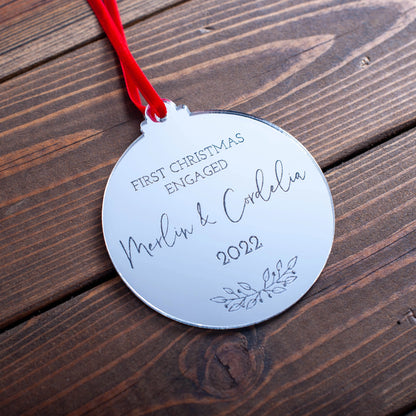 FIRST CHRISTMAS
ENGAGED
Merlin & Cordelia
2022